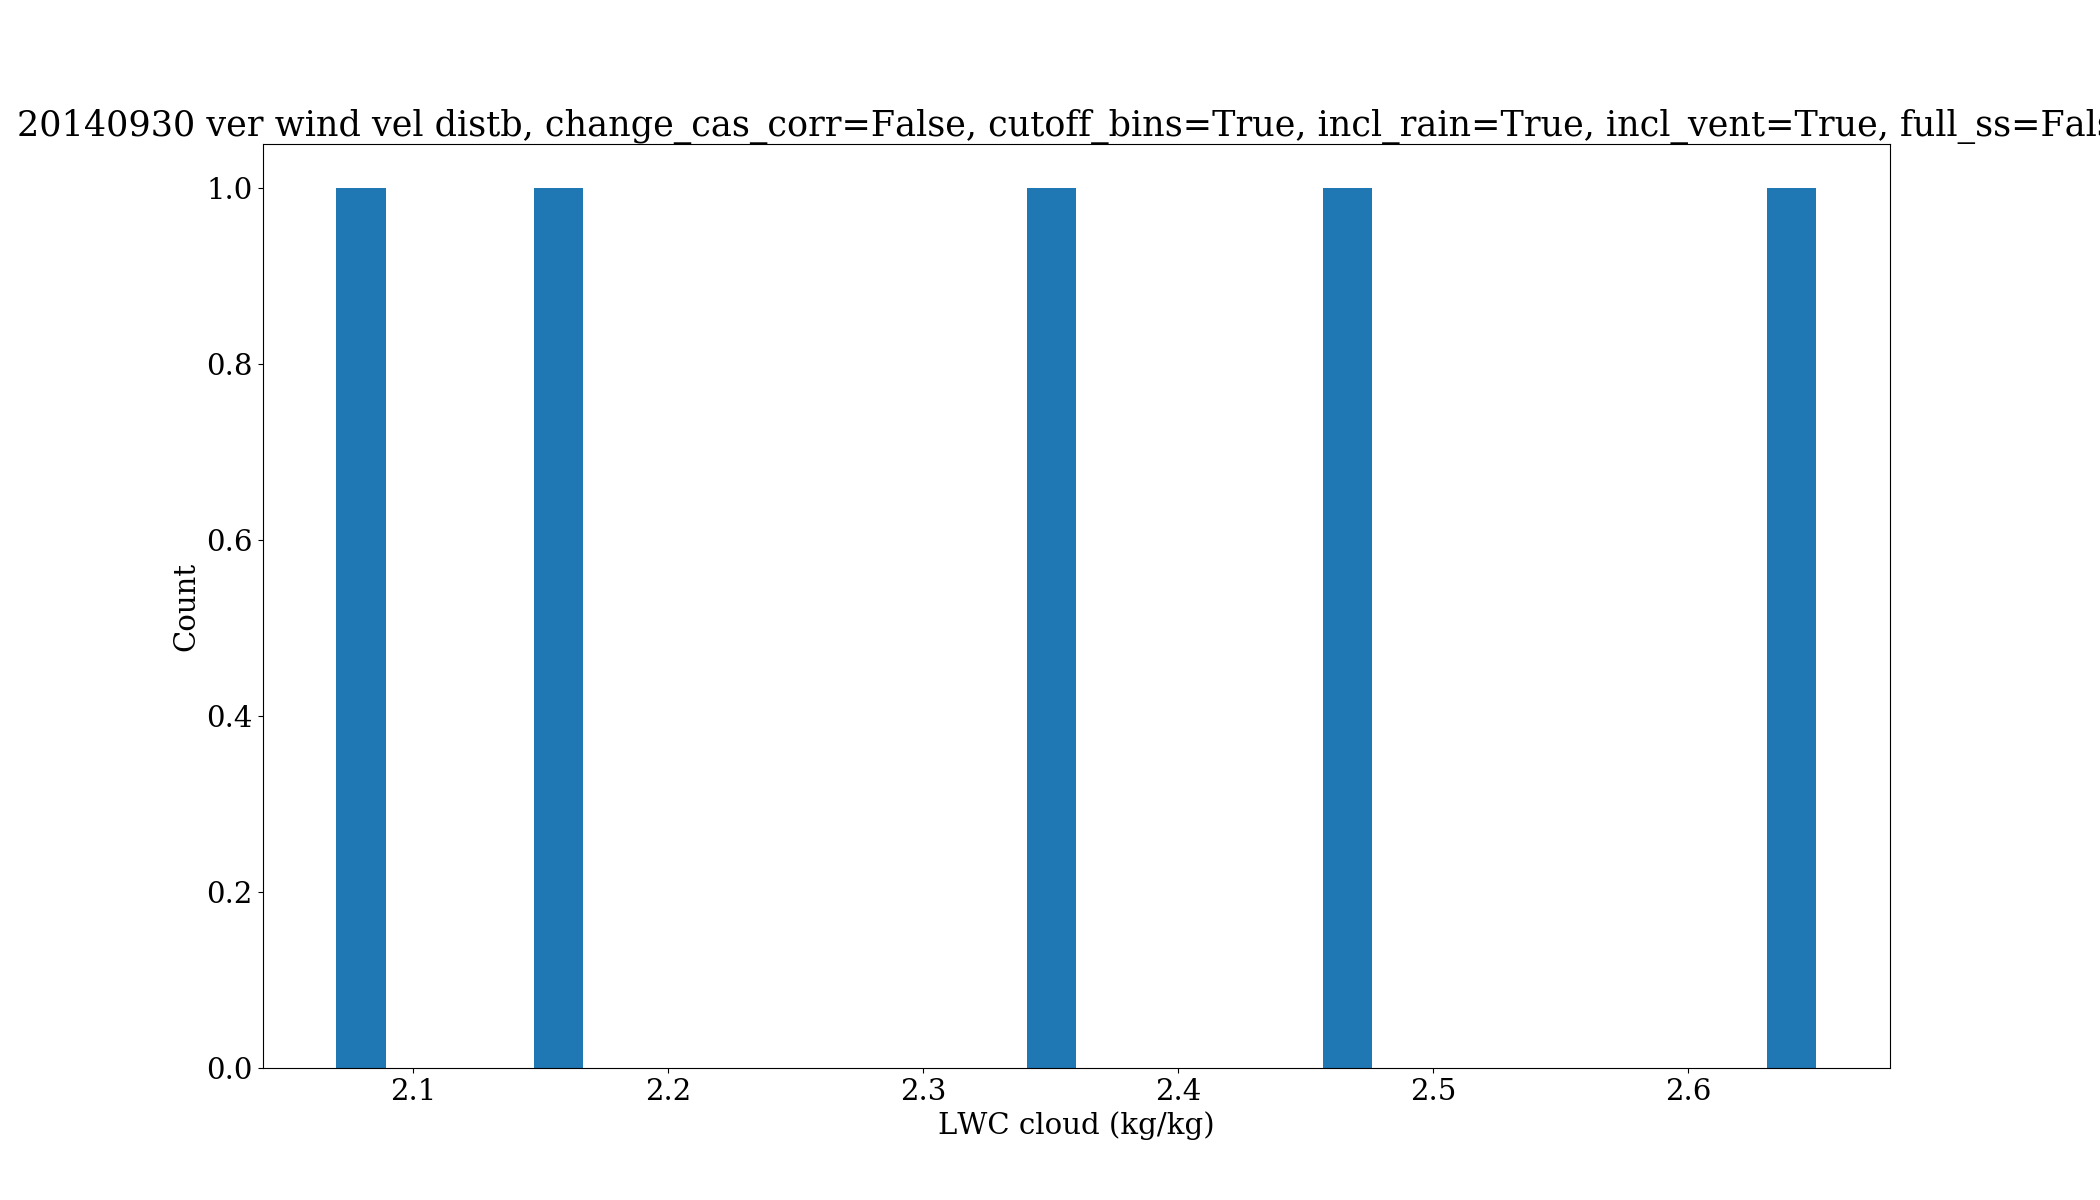 20140930 ver wind vel distb, change_cas_corr=False, cutoff_bins=True, incl_rain=True, incl_vent=True, full_ss=Fals
1.0
0.8
0.6
0.4
0.2
0.0
Count
2.1 2.2 2.3 2.4 2.5 2.6
LWC cloud (kg/kg)